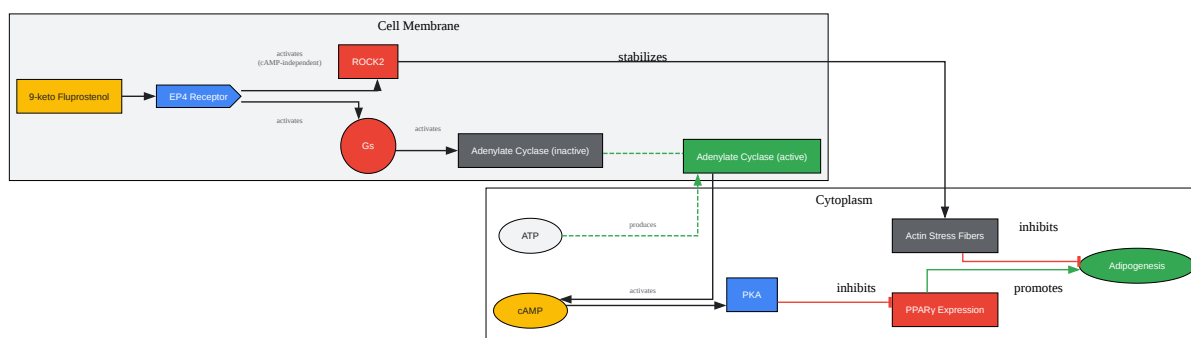 Cell Membrane
activates
(cAMP-independent)
ROCK2
stabilizes
9-keto Fluprostenol
EP4 Receptor
activates
activates
Gs
Adenylate Cyclase (inactive)
Adenylate Cyclase (active)
Cytoplasm
ATP
produces
Actin Stress Fibers
inhibits
Adipogenesis
activates
PKA
inhibits
promotes
cAMP
PPARγ Expression